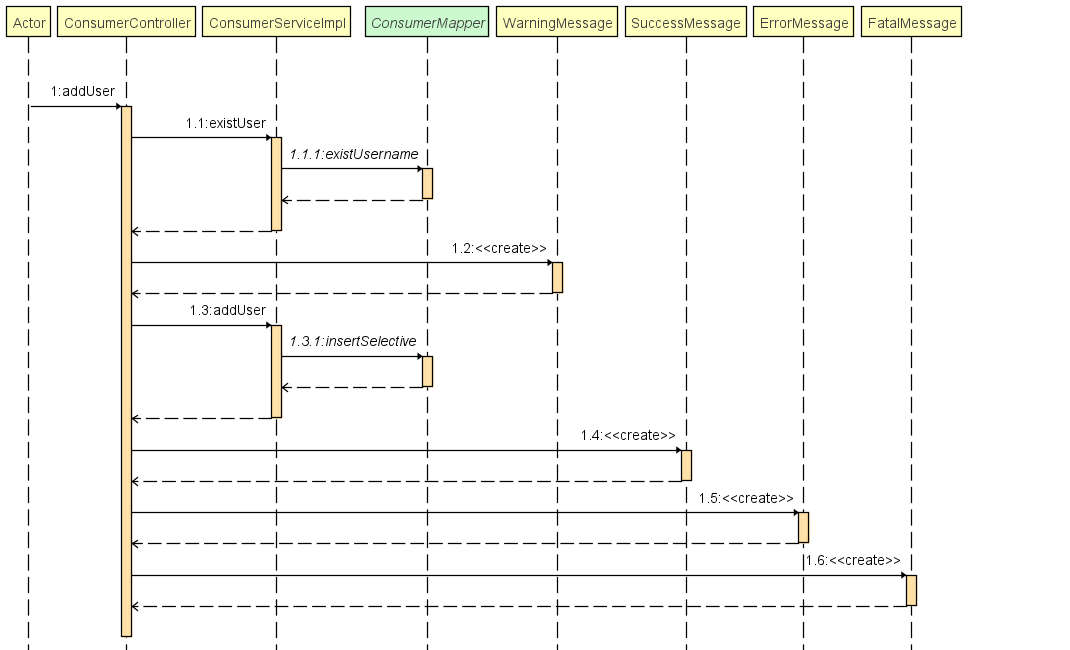 Actor ConsumerController ConsumerServiceImpl ConsumerMapper WarningMessage SuccessMessage ErrorMessage FatalMessage
1:addUser
1.1:existUser
1.1.1:existUsername
1.2:<<create>>
1.3:addUser
1.3.1:insertSelective
1.4:<<create>>
1.5:<<create>>
1.6:<<create>>